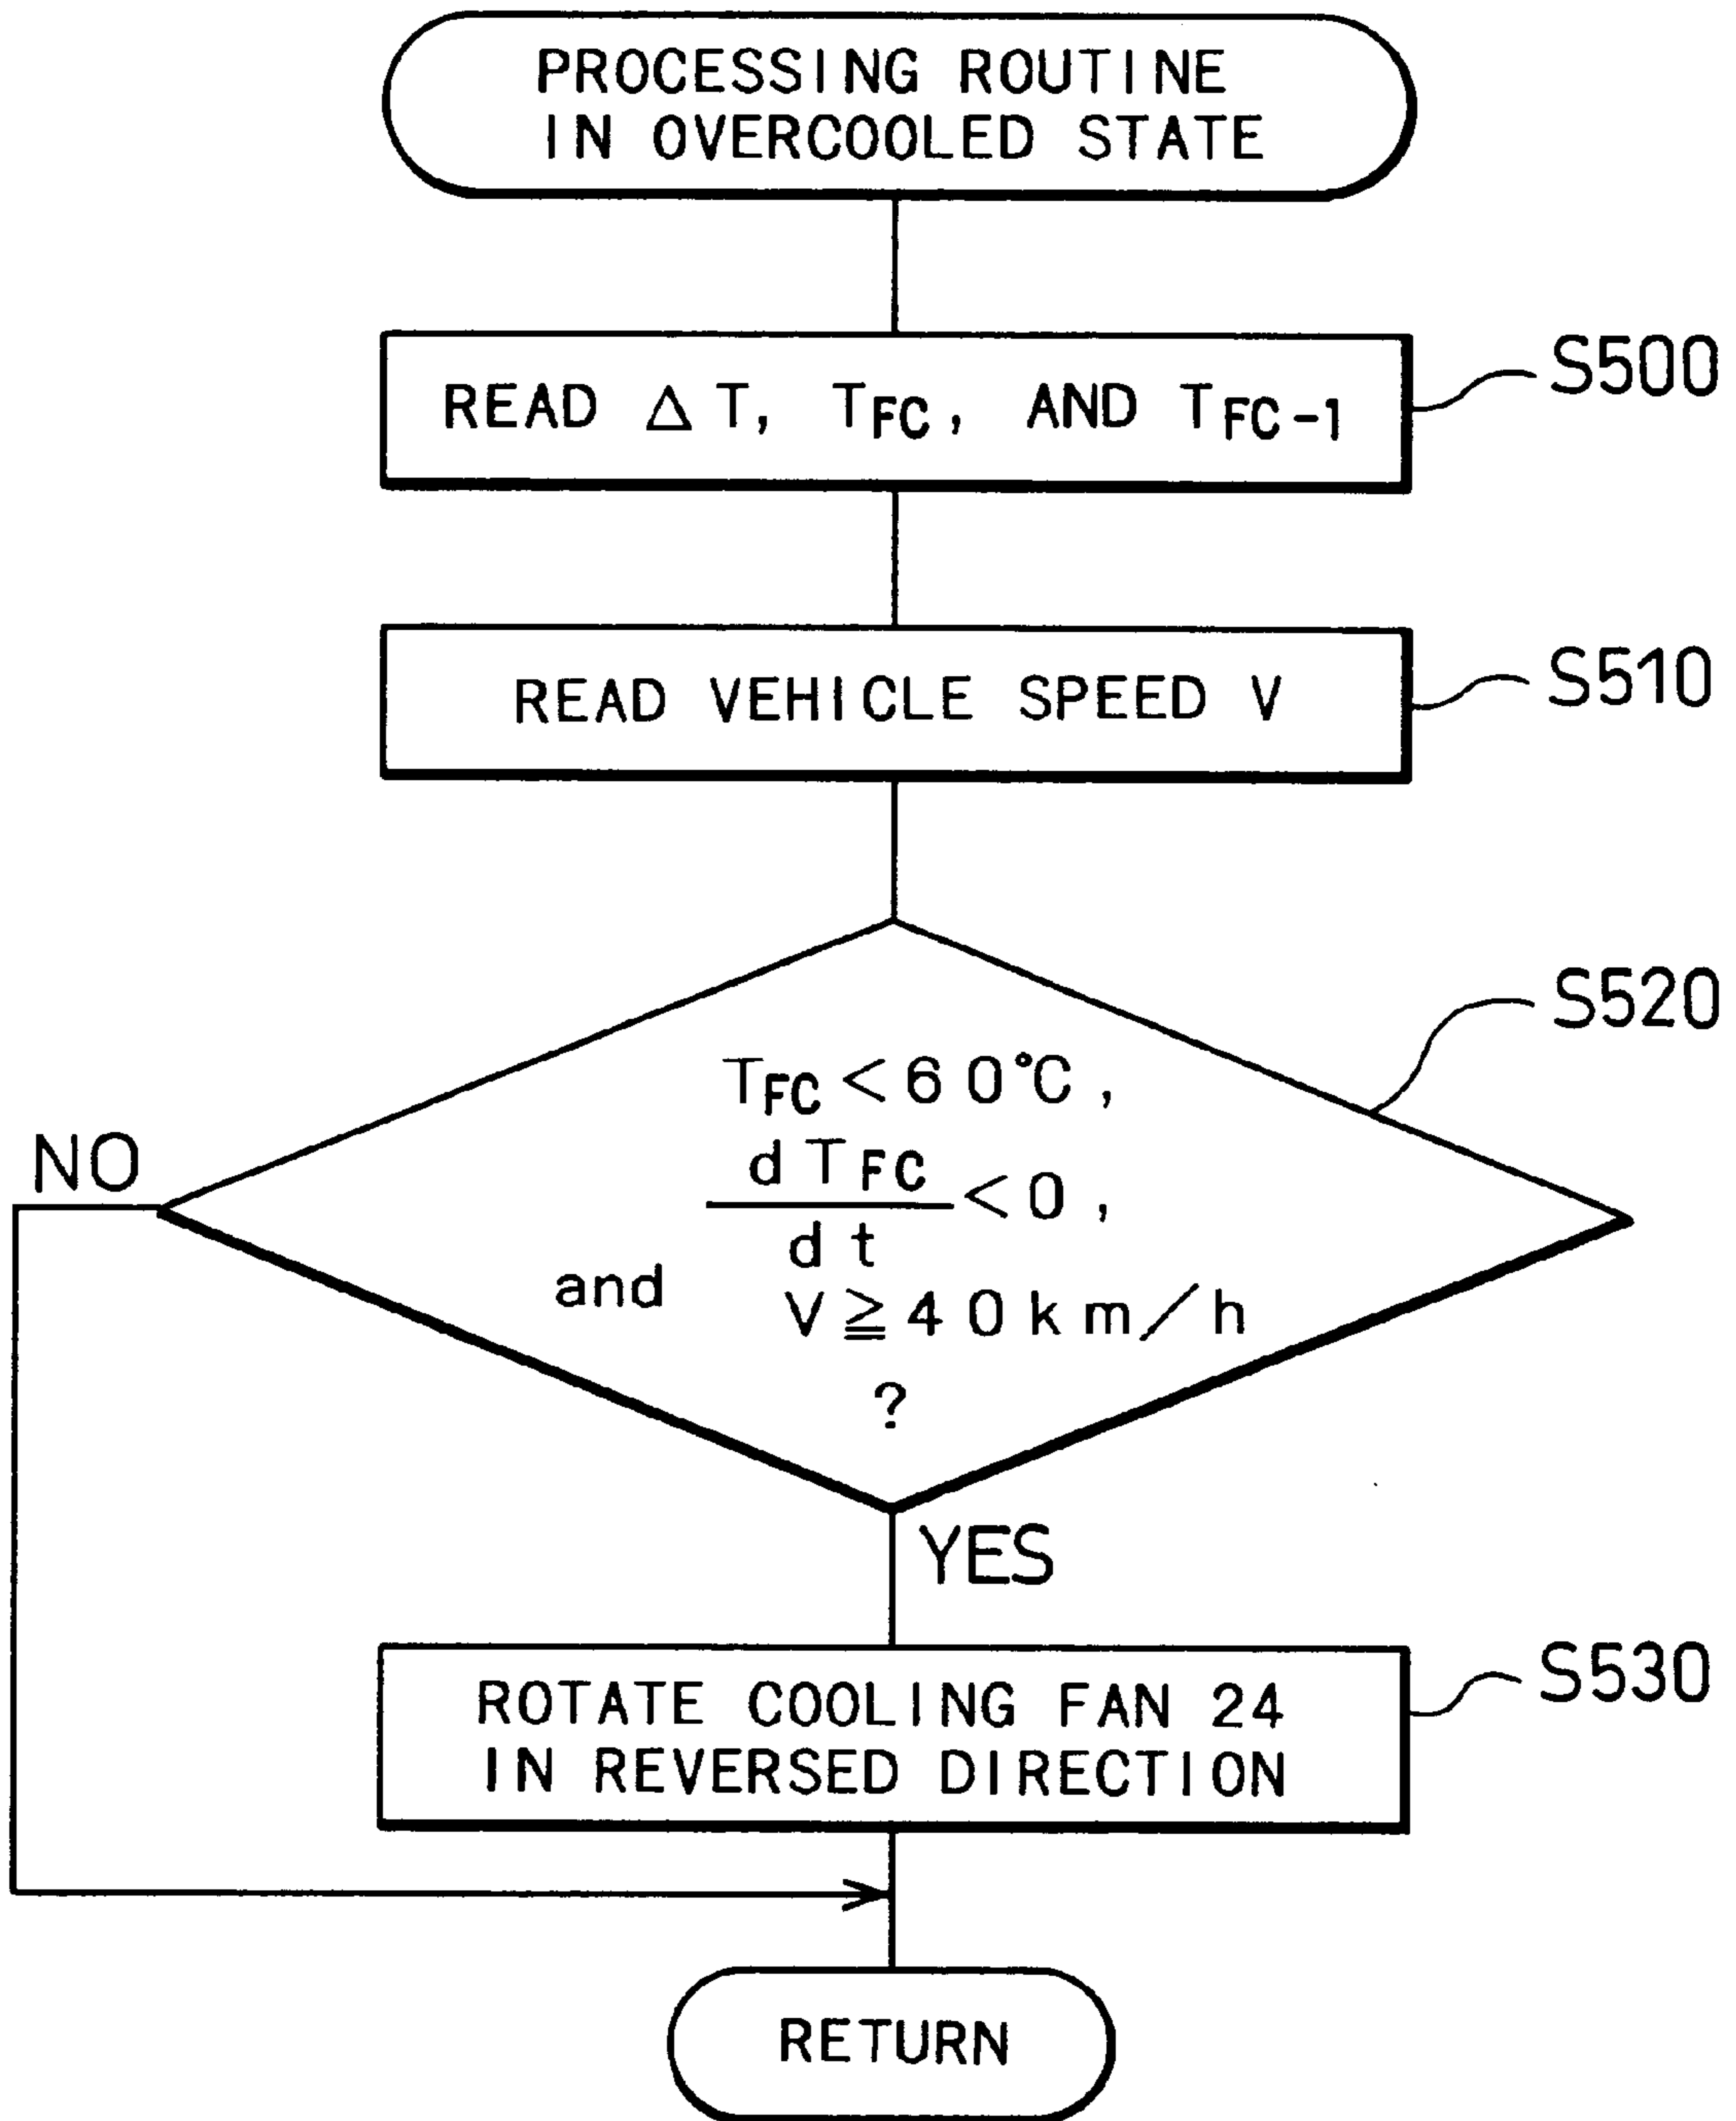 PROCESSING ROUTINE
IN OVERCOOLED STATE
READ △T, TFC, AND TFC-1
S500
READ VEHICLE SPEED V
S510
S520
TFC<60°C,
dTFC
<0,
dt
and
V≧40km/h
?
NO
YES
ROTATE COOLING FAN 24
IN REVERSED DIRECTION
S530
RETURN